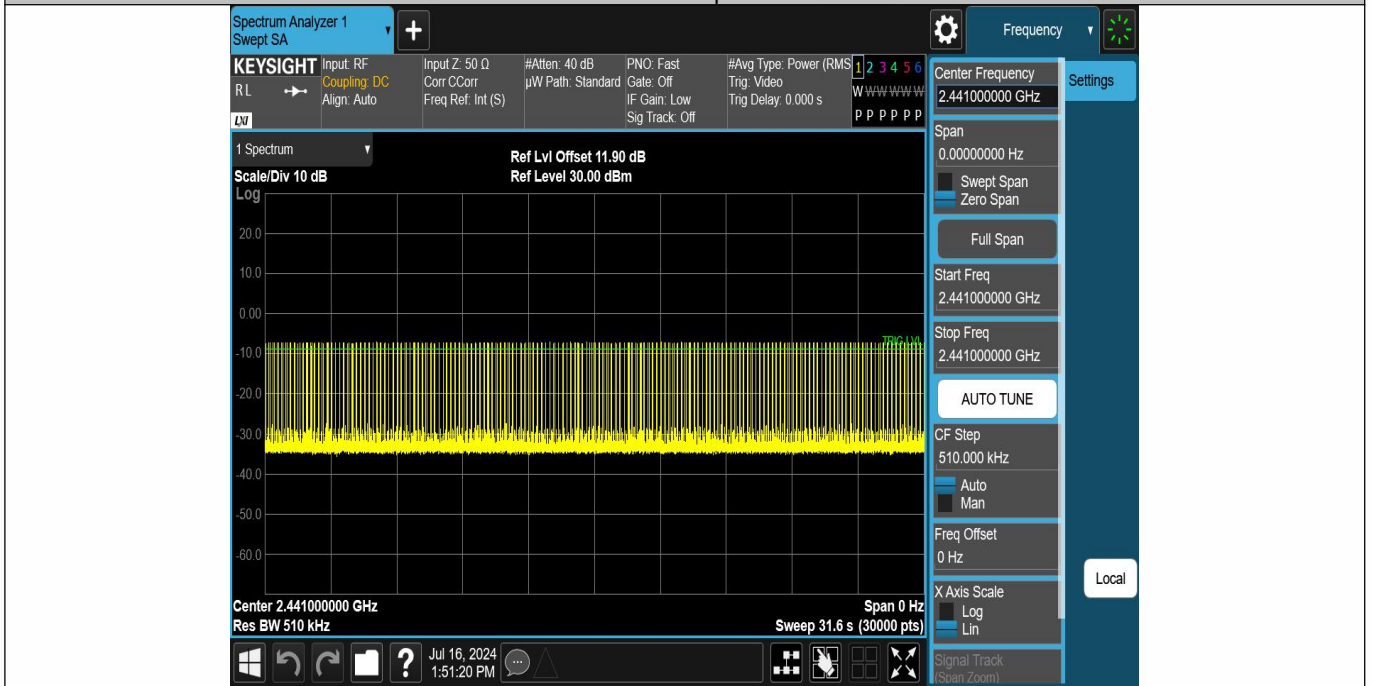 Spectrum Analyzer 1
Swept SA
+
Frequency
KEYSIGHT
RL
LXI
Input: RF
Coupling: DC
Align: Auto
Input Z: 50 Ω
Corr CCorr
Freq Ref: Int (S)
#Atten: 40 dB
µW Path: Standard
PNO: Fast
Gate: Off
IF Gain: Low
Sig Track: Off
#Avg Type: Power (RMS
Trig: Video
Trig Delay: 0.000 s
1 2 3 4 5 6
W W W W W W
P P P P P P
1 Spectrum
Scale/Div 10 dB
Ref Lvl Offset 11.90 dB
Ref Level 30.00 dBm
Log
20.0
10.0
0.00
-10.0
-20.0
-30.0
-40.0
-50.0
-60.0
TRIG LVL
Center 2.441000000 GHz
Res BW 510 kHz
Span 0 Hz
Sweep 31.6 s (30000 pts)
Center Frequency
2.441000000 GHz
Settings
Span
0.00000000 Hz
Swept Span
Zero Span
Full Span
Start Freq
2.441000000 GHz
Stop Freq
2.441000000 GHz
AUTO TUNE
CF Step
510.000 kHz
Auto
Man
Freq Offset
0 Hz
X Axis Scale
Log
Lin
Local
Signal Track
(Span Zoom)
?
Jul 16, 2024
1:51:20 PM